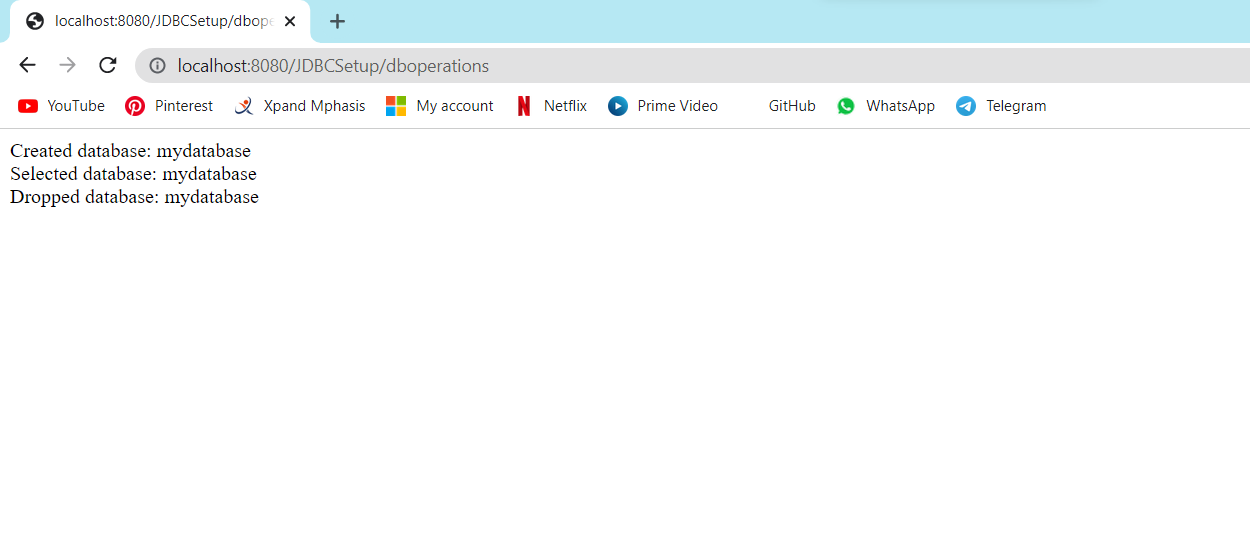 localhost:8080/JDBCSetup/dbope
localhost:8080/JDBCSetup/dboperations
YouTube Pinterest Xpand Mphasis My account Netflix Prime Video GitHub WhatsApp Telegram
Created database: mydatabase
Selected database: mydatabase
Dropped database: mydatabase